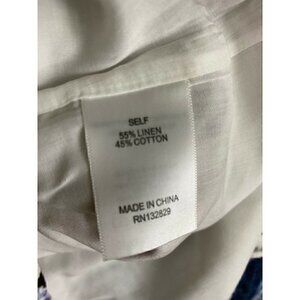 SELF
55% LINEN
45% COTTON
MADE IN CHINA
RN132829